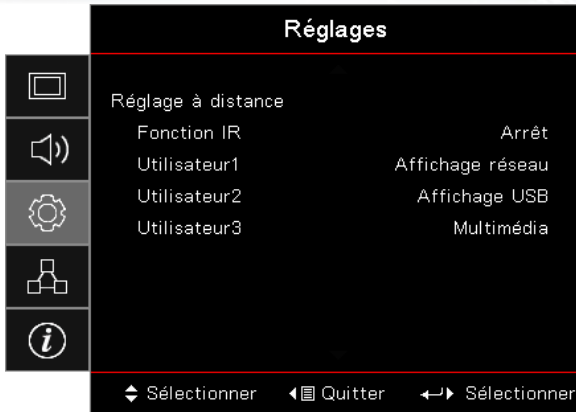 Réglages
Réglage à distance
Fonction IR Arrêt
Utilisateur1 Affichage réseau
Utilisateur2 Affichage USB
Utilisateur3 Multimédia
Sélectionner Quitter Sélectionner